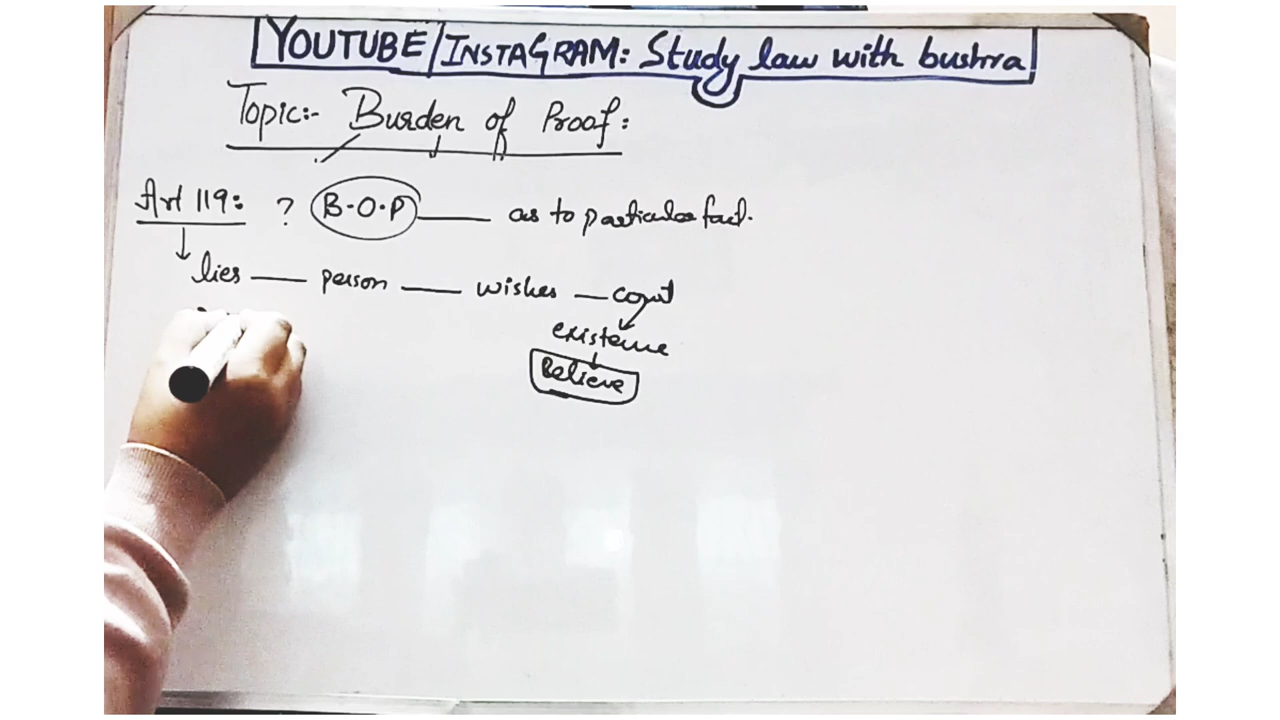 YOUTUBE/INSTAGRAM: Study law with bushra
Topic:- Burden of Proof:
Art 119: ? B.O.P —— as to particular fact.
lies —— person —— wishes — court
existence
Believe